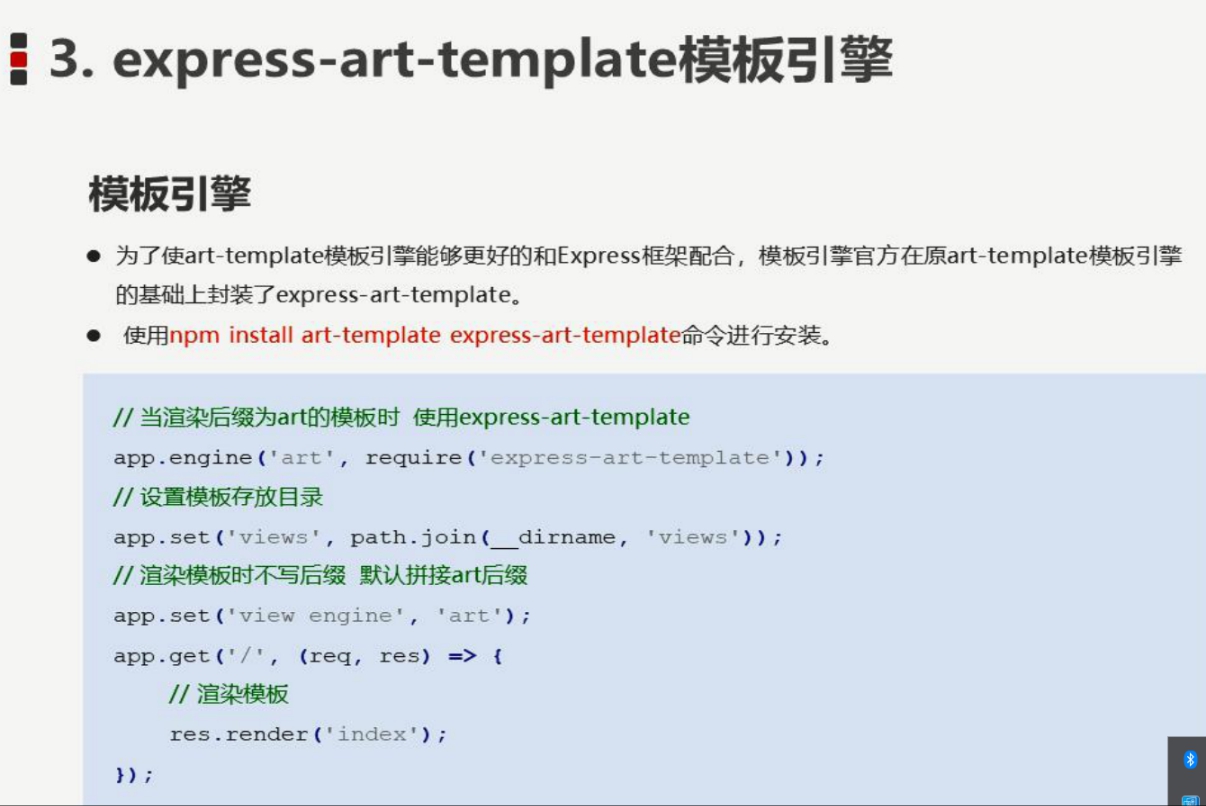 3. express-art-template模板引擎
模板引擎
● 为了使art-template模板引擎能够更好的和Express框架配合，模板引擎官方在原art-template模板引擎
的基础上封装了express-art-template。
● 使用npm install art-template express-art-template命令进行安装。
// 当渲染后缀为art的模板时 使用express-art-template
app.engine('art', require('express-art-template'));
// 设置模板存放目录
app.set('views', path.join(__dirname, 'views'));
// 渲染模板时不写后缀 默认拼接art后缀
app.set('view engine', 'art');
app.get('/', (req, res) => {
// 渲染模板
res.render('index');
});